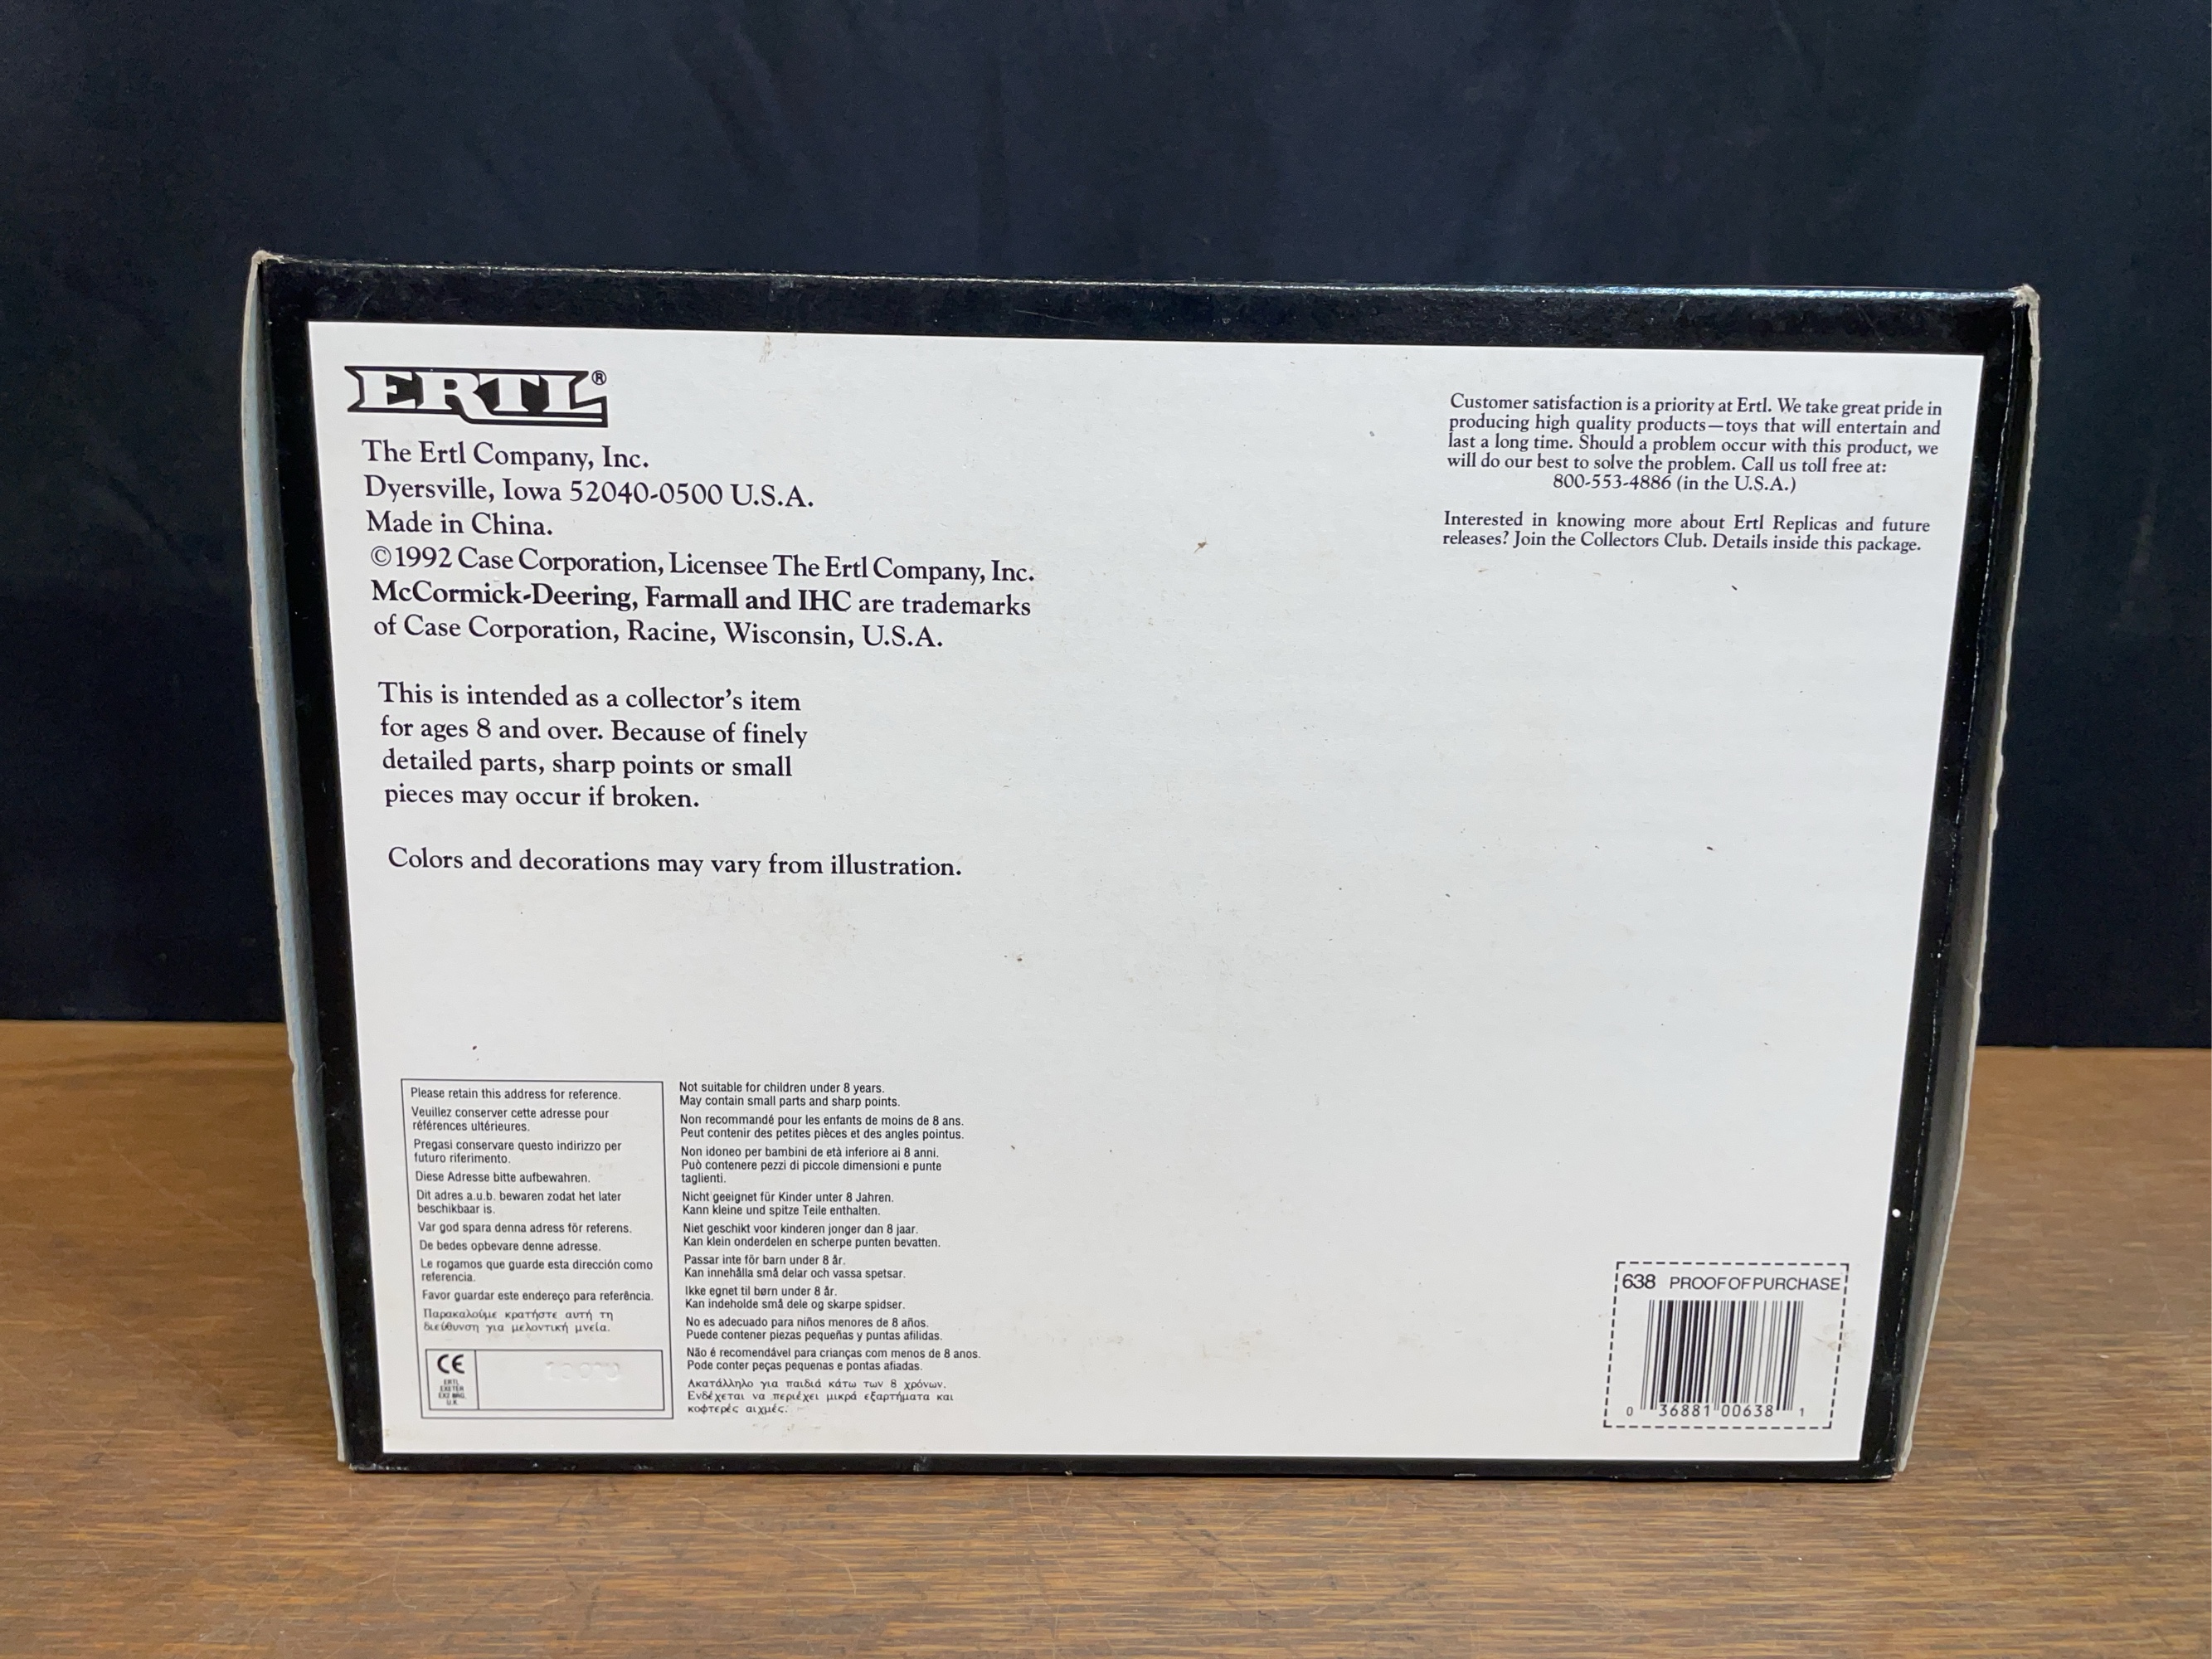 ERTL®
The Ertl Company, Inc.
Dyersville, Iowa 52040-0500 U.S.A.
Made in China.
©1992 Case Corporation, Licensee The Ertl Company, Inc.
McCormick-Deering, Farmall and IHC are trademarks
of Case Corporation, Racine, Wisconsin, U.S.A.
This is intended as a collector's item
for ages 8 and over. Because of finely
detailed parts, sharp points or small
pieces may occur if broken.
Colors and decorations may vary from illustration.
Customer satisfaction is a priority at Ertl. We take great pride in
producing high quality products—toys that will entertain and
last a long time. Should a problem occur with this product, we
will do our best to solve the problem. Call us toll free at:
800-553-4886 (in the U.S.A.)
Interested in knowing more about Ertl Replicas and future
releases? Join the Collectors Club. Details inside this package.
Please retain this address for reference.
Veuillez conserver cette adresse pour
références ultérieures.
Pregasi conservare questo indirizzo per
futuro riferimento.
Diese Adresse bitte aufbewahren.
Dit adres a.u.b. bewaren zodat het later
beschikbaar is.
Var god spara denna adress för referens.
De bedes opbevare denne adresse.
Le rogamos que guarde esta dirección como
referencia.
Favor guardar este endereço para referência.
Παρακαλούμε κρατήστε αυτή τη
διεύθυνση για μελοντική μνεία.
CE
ERTL
EXETER
U.K.
Not suitable for children under 8 years.
May contain small parts and sharp points.
Non recommandé pour les enfants de moins de 8 ans.
Peut contenir des petites pièces et des angles pointus.
Non idoneo per bambini de età inferiore ai 8 anni.
Può contenere pezzi di piccole dimensioni e punte
taglienti.
Nicht geeignet für Kinder unter 8 Jahren.
Kann kleine und spitze Teile enthalten.
Niet geschikt voor kinderen jonger dan 8 jaar.
Kan klein onderdelen en scherpe punten bevatten.
Passar inte för barn under 8 år.
Kan innehålla små delar och vassa spetsar.
Ikke egnet til børn under 8 år.
Kan indeholde små dele og skarpe spidser.
No es adecuado para niños menores de 8 años.
Puede contener piezas pequeñas y puntas afilidas.
Não é recomendável para crianças com menos de 8 anos.
Pode conter peças pequenas e pontas afiadas.
Ακατάλληλο για παιδιά κάτω των 8 χρόνων.
Ενδέχεται να περιέχει μικρά εξαρτήματα και
κοφτερές αιχμές.
638 PROOF OF PURCHASE
0 36881 00638 1